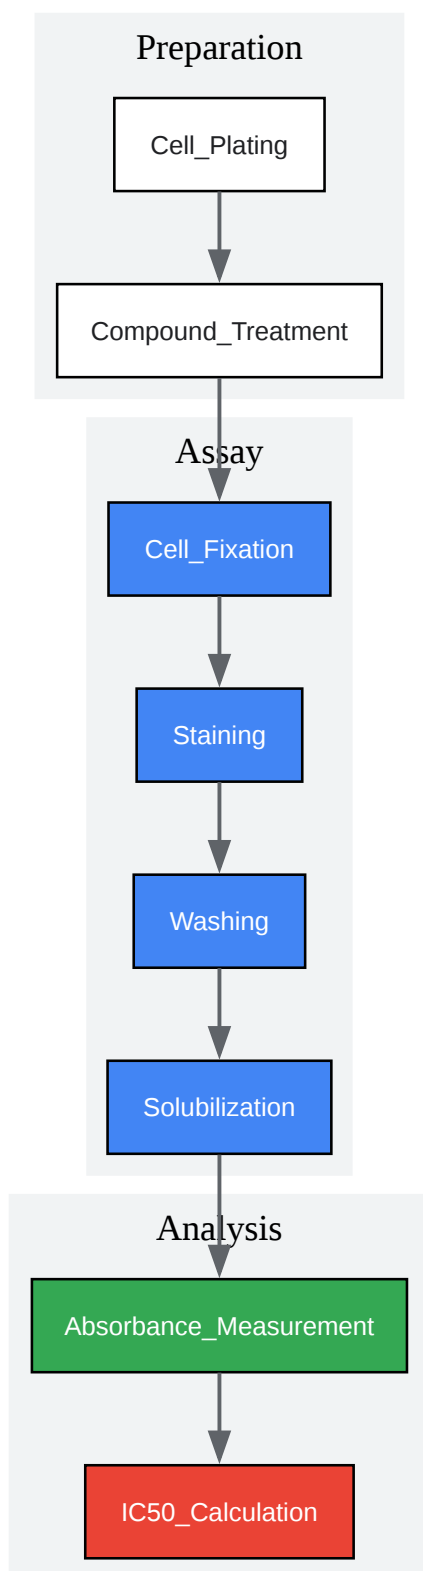 Preparation
Cell_Plating
Compound_Treatment
Assay
Cell_Fixation
Staining
Washing
Solubilization
Analysis
Absorbance_Measurement
IC50_Calculation